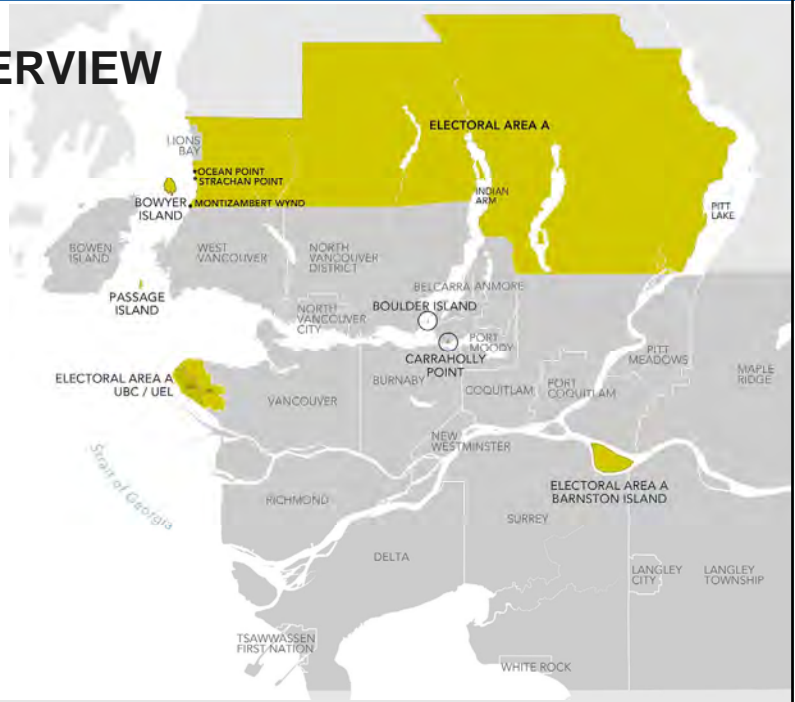 ERVIEW
ELECTORAL AREA A
LIONS
BAY
OCEAN POINT
STRACHAN POINT
BOWYER
ISLAND
MONTIZAMBERT WYND
INDIAN
ARM
PITT
LAKE
BOWEN
ISLAND
WEST
VANCOUVER
NORTH
VANCOUVER
DISTRICT
BELCARRA
ANMORE
PASSAGE
ISLAND
NORTH
VANCOUVER
CITY
BOULDER ISLAND
PORT
MOODY
CARRAHOLLY
POINT
PITT
MEADOWS
MAPLE
RIDGE
ELECTORAL AREA A
UBC / UEL
VANCOUVER
BURNABY
COQUITLAM
PORT
COQUITLAM
NEW
WESTMINSTER
Strait of Georgia
ELECTORAL AREA A
BARNSTON ISLAND
RICHMOND
SURREY
DELTA
LANGLEY
CITY
LANGLEY
TOWNSHIP
TSAWWASSEN
FIRST NATION
WHITE ROCK